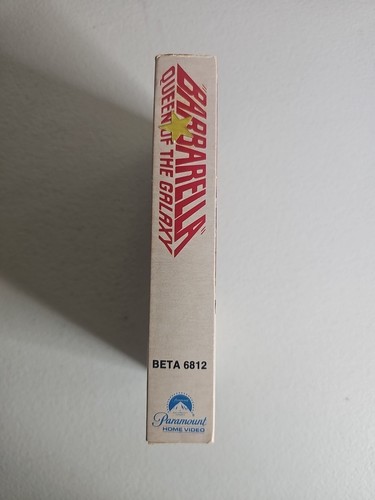 "BARBARELLA"
QUEEN OF THE GALAXY
BETA 6812
Paramount
HOME VIDEO